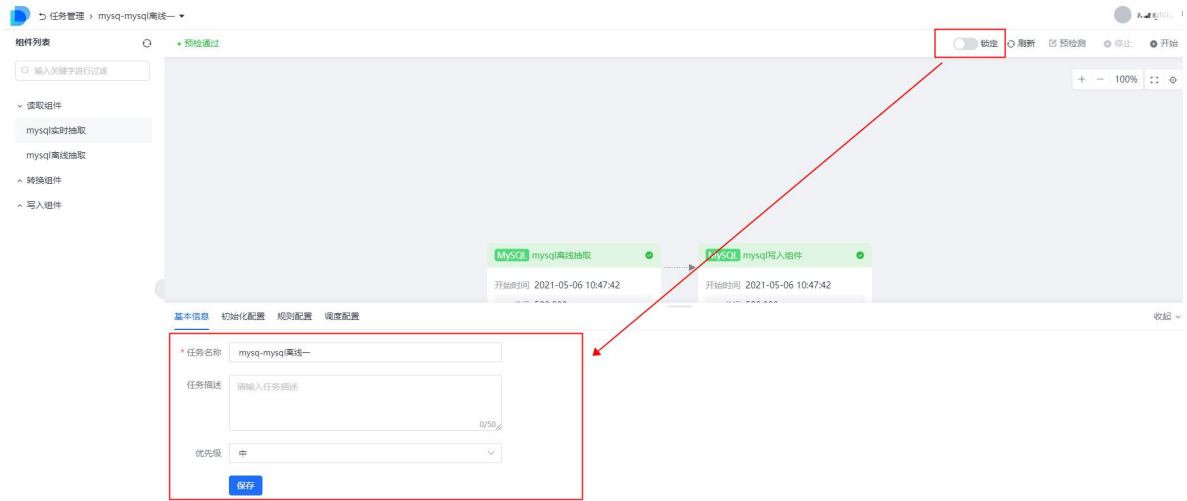 任务管理 › mysq-mysql离线一
组件列表
预检通过
锁定 刷新 预检测 停止 开始
输入关键字进行过滤
100%
读取组件
mysql实时抽取
mysql离线抽取
转换组件
写入组件
MySQL mysql离线抽取
MySQL mysql写入组件
开始时间 2021-05-06 10:47:42
开始时间 2021-05-06 10:47:42
基本信息 初始化配置 规则配置 调度配置 收起
* 任务名称 mysq-mysql离线一
任务描述 请输入任务描述
0/50
优先级 中
保存